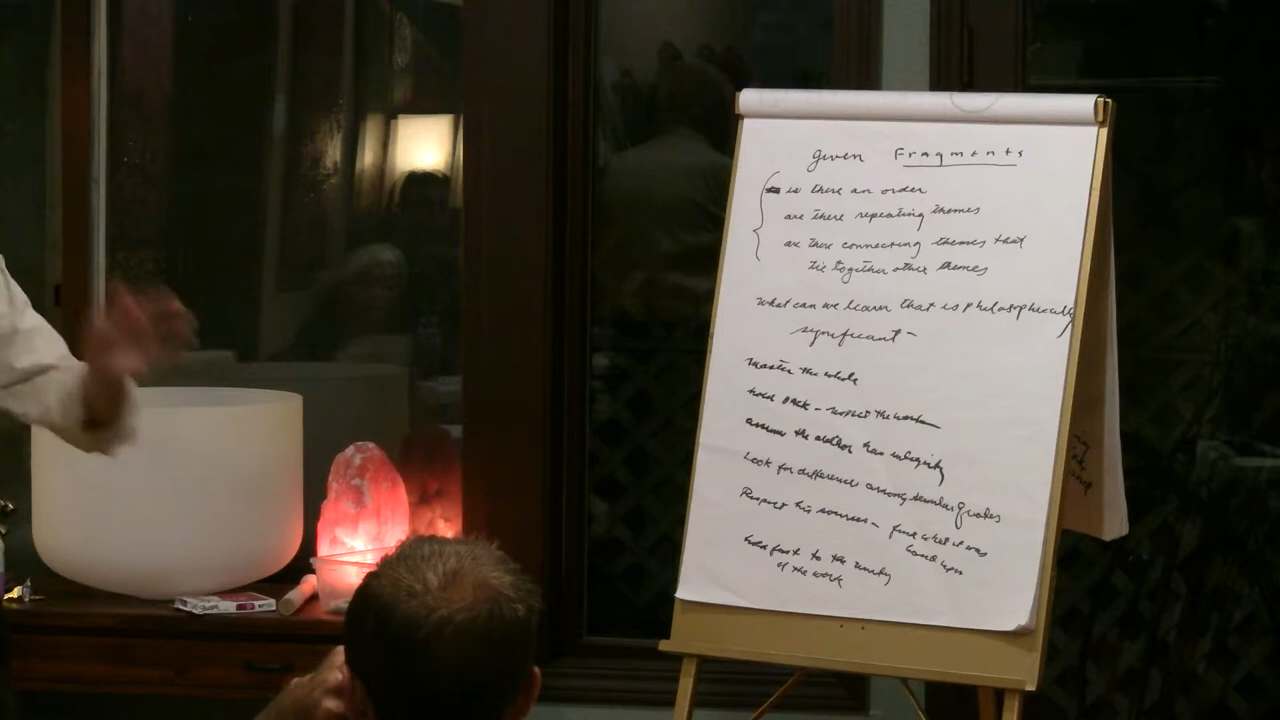 given Fragments
is there an order
are there repeating themes
are there connecting themes that
tie together other themes
what can we learn that is philosophically
significant -
master the whole
hold back - respect the work
assume the author has integrity
Look for difference among similar quotes
Respect his sources - find what it was
based upon
hold fast to the unity
of the work